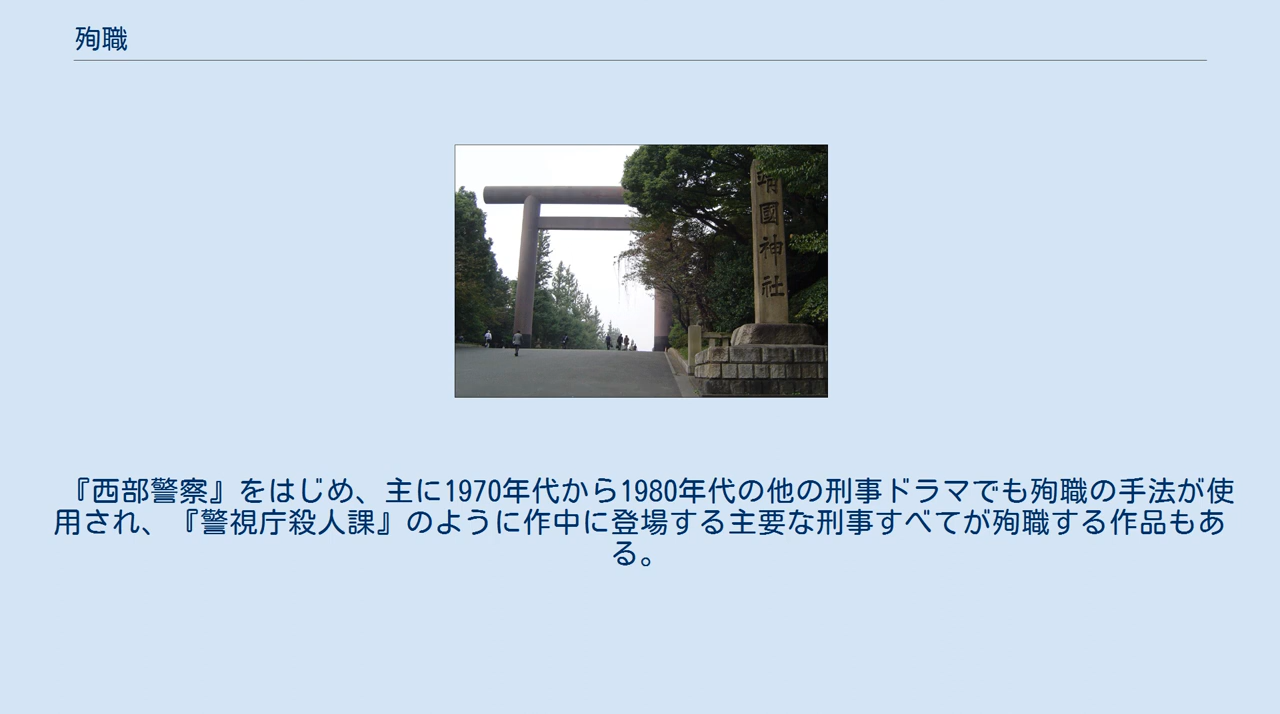 殉職
靖國神社
『西部警察』をはじめ、主に1970年代から1980年代の他の刑事ドラマでも殉職の手法が使
用され、『警視庁殺人課』のように作中に登場する主要な刑事すべてが殉職する作品もあ
る。